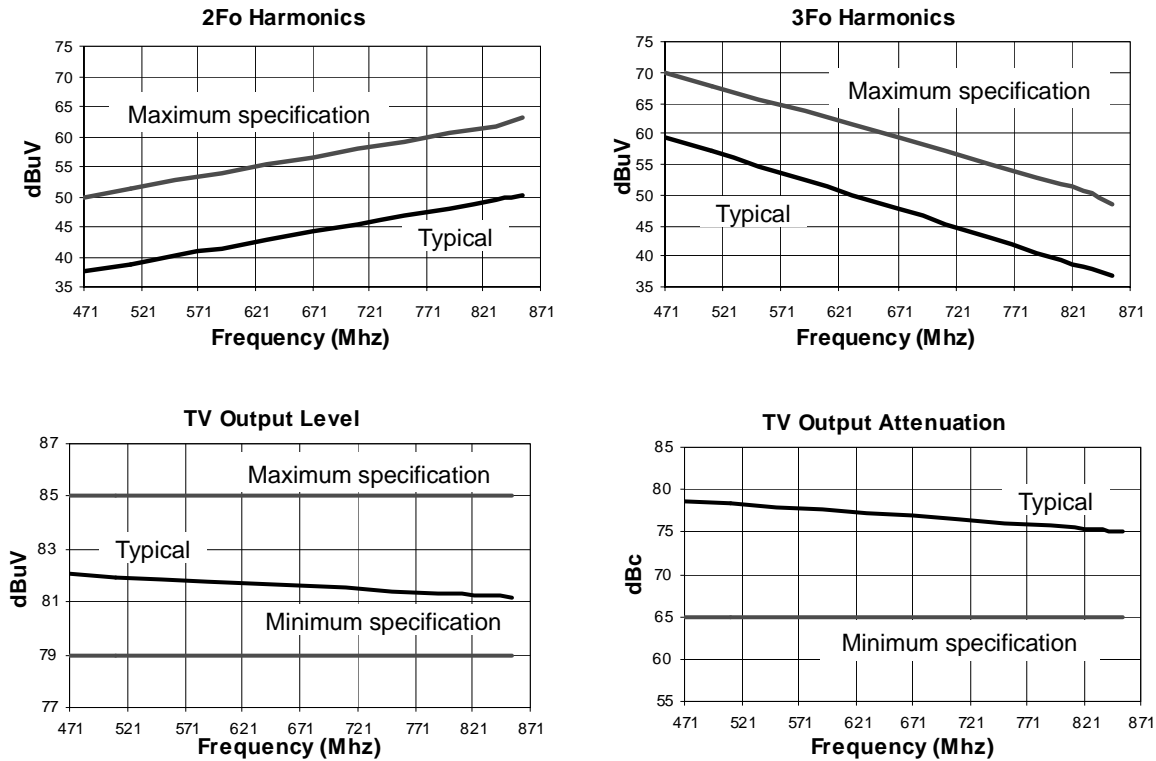 2Fo Harmonics
75
70
65
60
55
50
45
40
35
dBuV
Maximum specification
Typical
471 521 571 621 671 721 771 821 871
Frequency (Mhz)
3Fo Harmonics
75
70
65
60
55
50
45
40
35
dBuV
Maximum specification
Typical
471 521 571 621 671 721 771 821 871
Frequency (Mhz)
TV Output Level
87
85
83
81
79
77
dBuV
Maximum specification
Typical
Minimum specification
471 521 571 621 671 721 771 821 871
Frequency (Mhz)
TV Output Attenuation
85
80
75
70
65
60
55
dBc
Typical
Minimum specification
471 521 571 621 671 721 771 821 871
Frequency (Mhz)